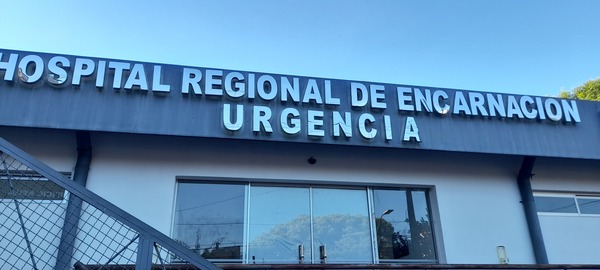 HOSPITAL REGIONAL DE ENCARNACION
URGENCIA